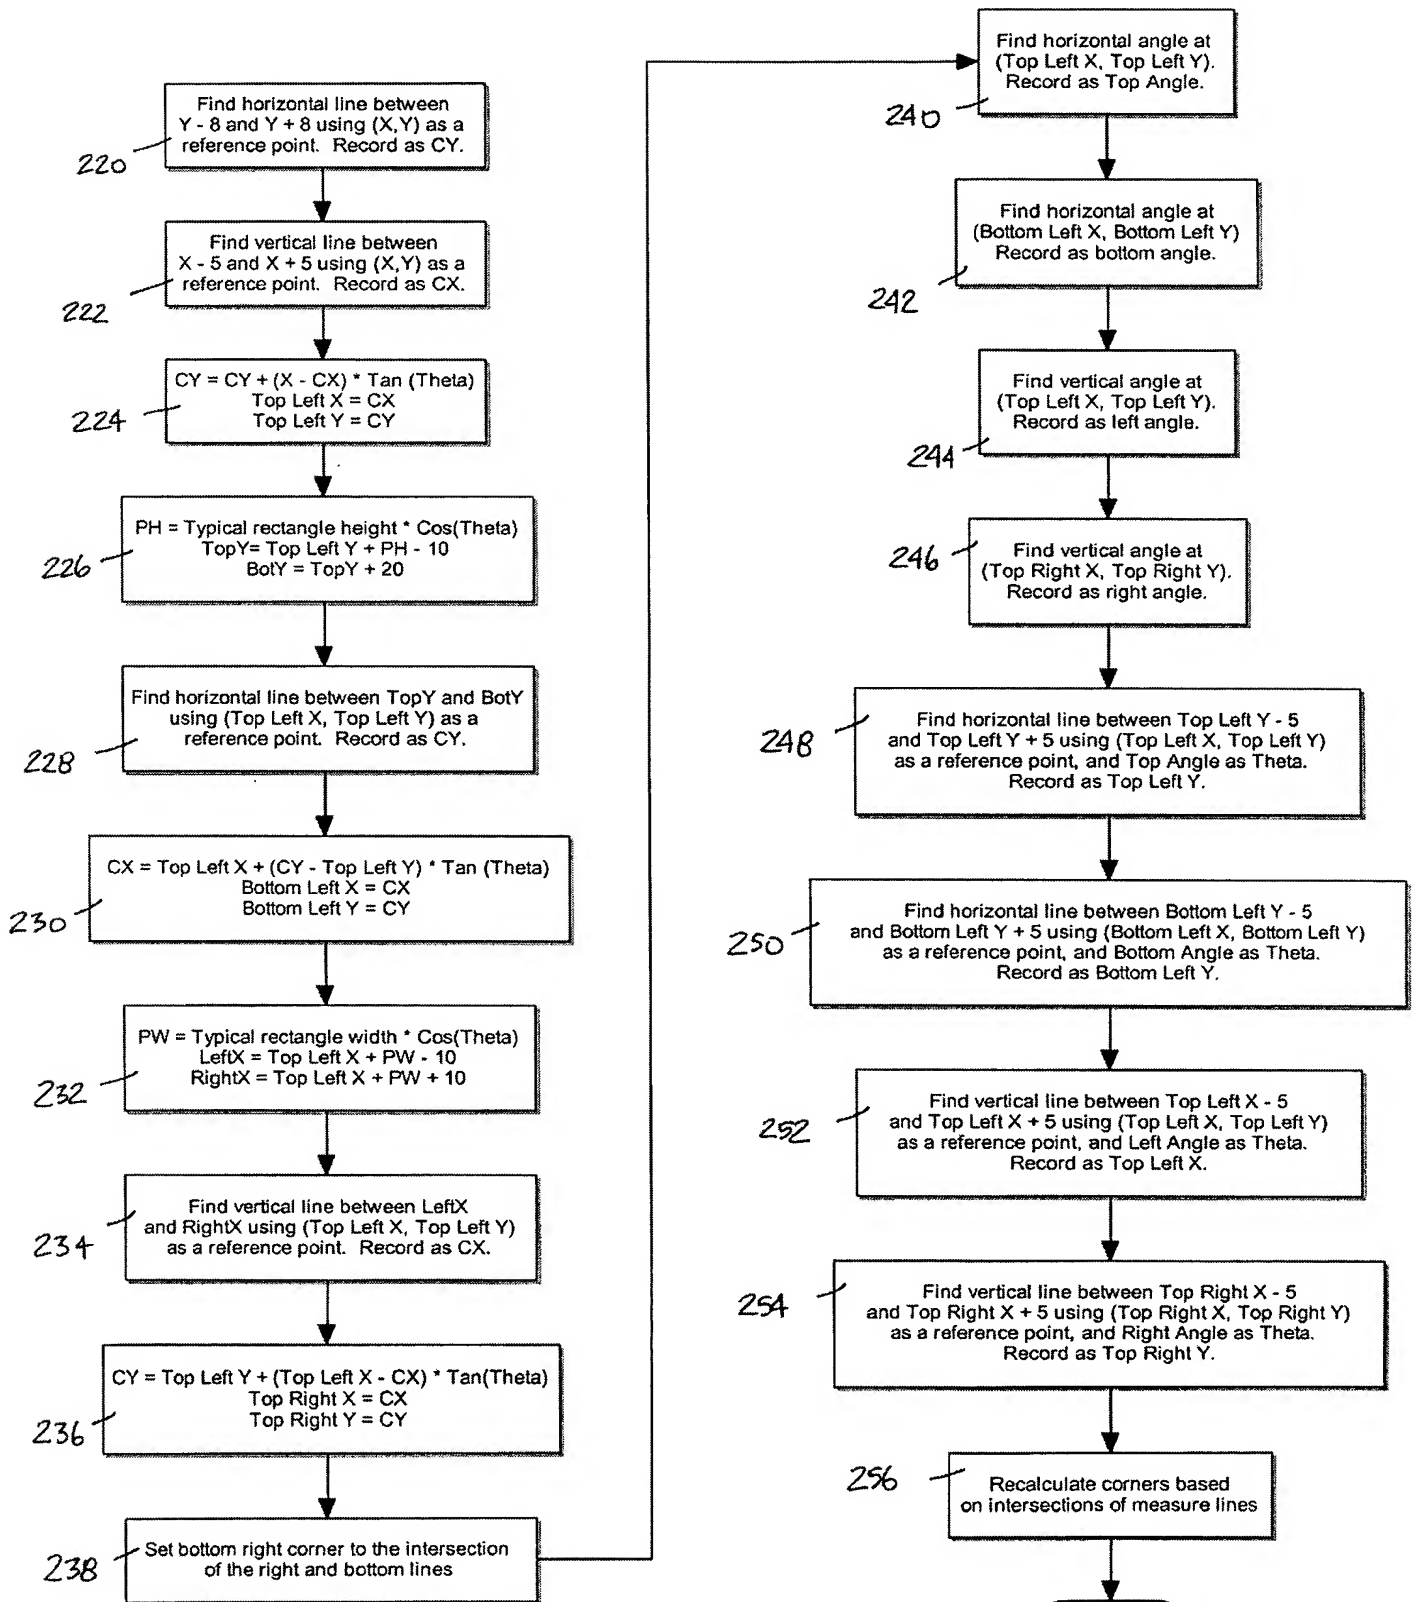 Find horizontal line between
Y - 8 and Y + 8 using (X,Y) as a
reference point. Record as CY.
220
Find vertical line between
X - 5 and X + 5 using (X,Y) as a
reference point. Record as CX.
222
CY = CY + (X - CX) * Tan (Theta)
Top Left X = CX
Top Left Y = CY
224
PH = Typical rectangle height * Cos(Theta)
TopY= Top Left Y + PH - 10
BotY = TopY + 20
226
Find horizontal line between TopY and BotY
using (Top Left X, Top Left Y) as a
reference point. Record as CY.
228
CX = Top Left X + (CY - Top Left Y) * Tan (Theta)
Bottom Left X = CX
Bottom Left Y = CY
230
PW = Typical rectangle width * Cos(Theta)
LeftX = Top Left X + PW - 10
RightX = Top Left X + PW + 10
232
Find vertical line between LeftX
and RightX using (Top Left X, Top Left Y)
as a reference point. Record as CX.
234
CY = Top Left Y + (Top Left X - CX) * Tan(Theta)
Top Right X = CX
Top Right Y = CY
236
Set bottom right corner to the intersection
of the right and bottom lines
238
Find horizontal angle at
(Top Left X, Top Left Y).
Record as Top Angle.
240
Find horizontal angle at
(Bottom Left X, Bottom Left Y)
Record as bottom angle.
242
Find vertical angle at
(Top Left X, Top Left Y).
Record as left angle.
244
Find vertical angle at
(Top Right X, Top Right Y).
Record as right angle.
246
Find horizontal line between Top Left Y - 5
and Top Left Y + 5 using (Top Left X, Top Left Y)
as a reference point, and Top Angle as Theta.
Record as Top Left Y.
248
Find horizontal line between Bottom Left Y - 5
and Bottom Left Y + 5 using (Bottom Left X, Bottom Left Y)
as a reference point, and Bottom Angle as Theta.
Record as Bottom Left Y.
250
Find vertical line between Top Left X - 5
and Top Left X + 5 using (Top Left X, Top Left Y)
as a reference point, and Left Angle as Theta.
Record as Top Left X.
252
Find vertical line between Top Right X - 5
and Top Right X + 5 using (Top Right X, Top Right Y)
as a reference point, and Right Angle as Theta.
Record as Top Right Y.
254
Recalculate corners based
on intersections of measure lines
256